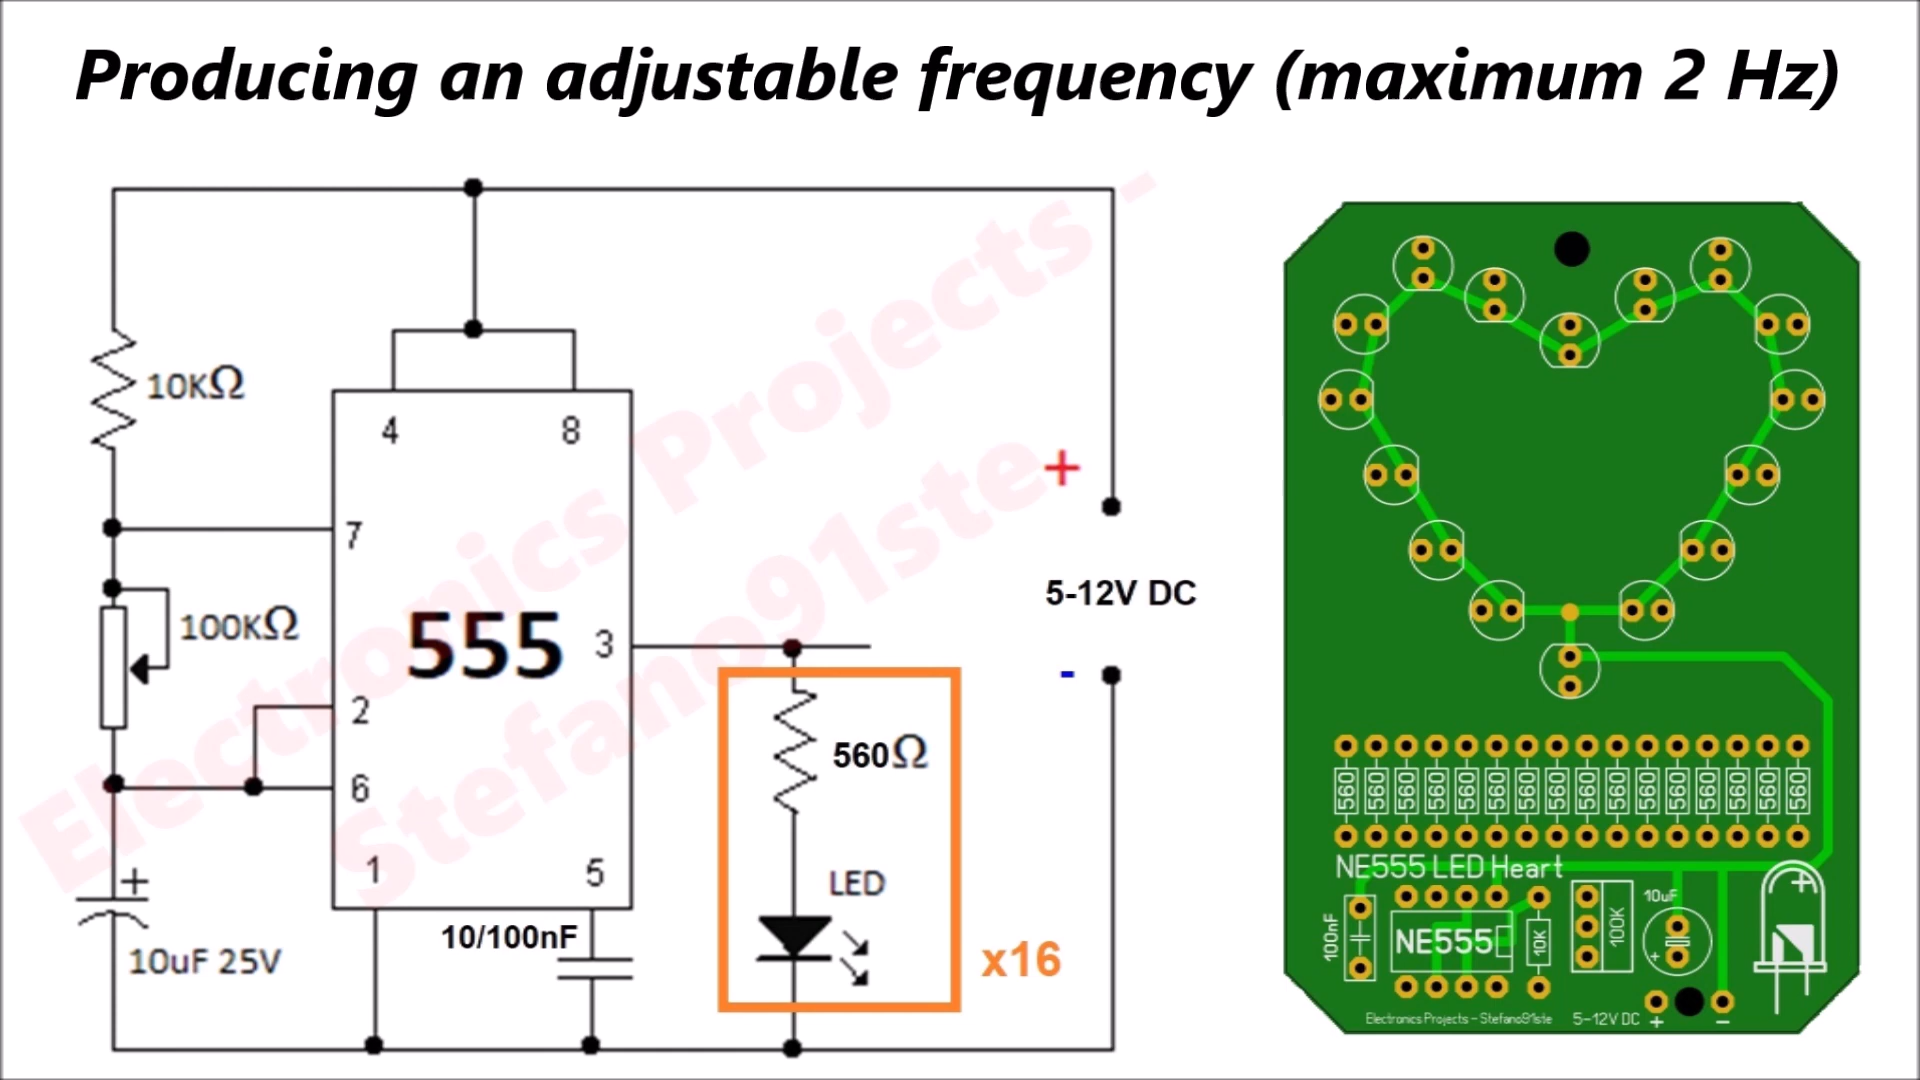 Producing an adjustable frequency (maximum 2 Hz)
Electronics Projects -
Stefano91ste
10KΩ
4
8
7
100KΩ
555
3
2
6
1
5
+
10uF 25V
10/100nF
560Ω
LED
x16
+
5-12V DC
-
560 560 560 560 560 560 560 560 560 560 560 560 560 560 560 560
NE555 LED Heart
100nF
NE555
10K
100K
10uF
+
+
Electronics Projects - Stefano91ste
5-12V DC + -